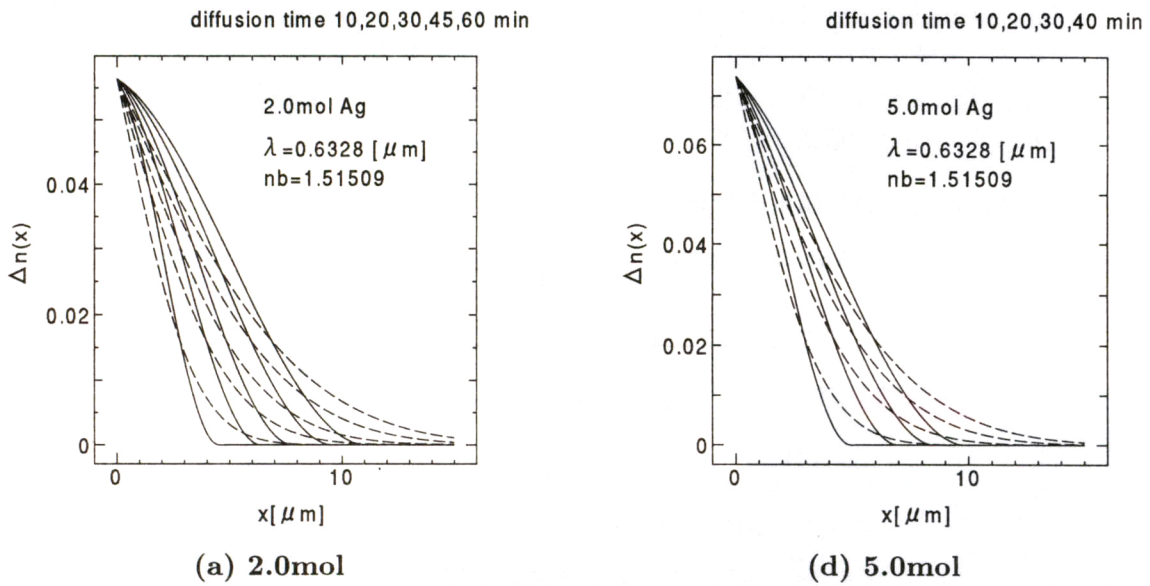 diffusion time 10,20,30,45,60 min
2.0mol Ag
λ=0.6328 [μm]
nb=1.51509
0.04
0.02
0
Δn(x)
0
10
x[μm]
(a) 2.0mol
diffusion time 10,20,30,40 min
5.0mol Ag
λ=0.6328 [μm]
nb=1.51509
0.06
0.04
0.02
0
Δn(x)
0
10
x[μm]
(d) 5.0mol